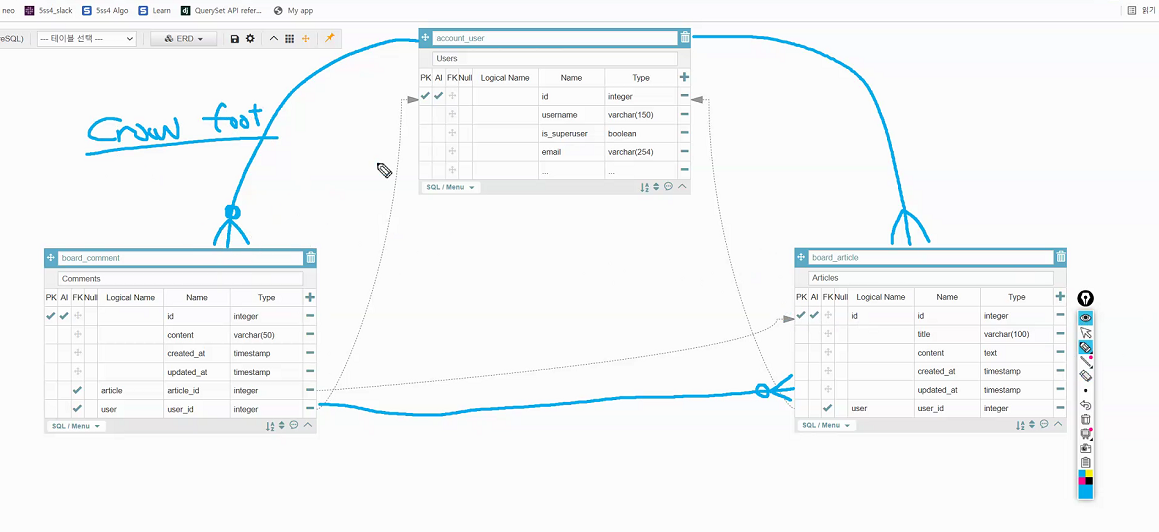 neo 5ss4_slack 5ss4 Algo Learn QuerySet API refer... My app 읽기
eSQL) --- 테이블 선택 --- ERD
account_user
Users
PK AI FK Null Logical Name Name Type
id integer
username varchar(150)
is_superuser boolean
email varchar(254)
... ...
SQL / Menu
foot
board_comment
Comments
PK AI FK Null Logical Name Name Type
id integer
content varchar(50)
created_at timestamp
updated_at timestamp
article article_id integer
user user_id integer
SQL / Menu
board_article
Articles
PK AI FK Null Logical Name Name Type
id id integer
title varchar(100)
content text
created_at timestamp
updated_at timestamp
user user_id integer
SQL / Menu